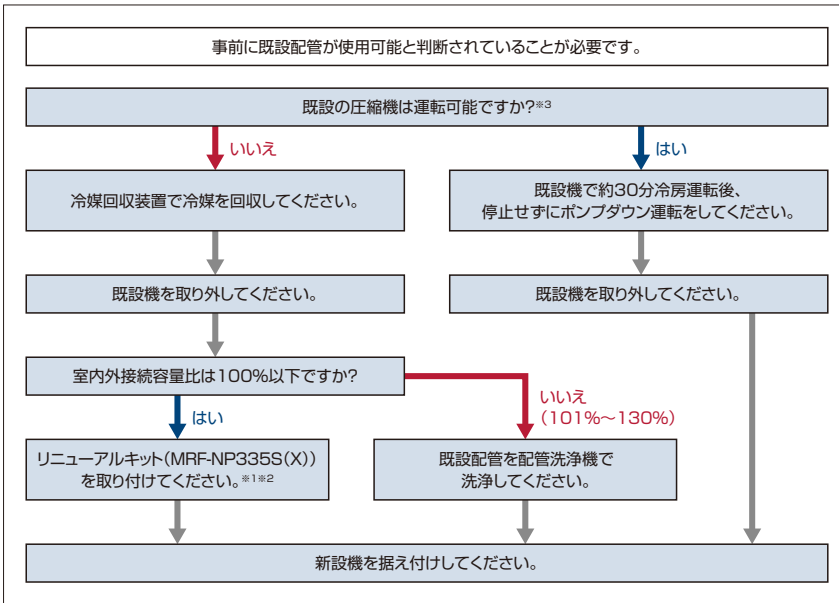 事前に既設配管が使用可能と判断されていることが必要です。
既設の圧縮機は運転可能ですか?※3
いいえ
はい
冷媒回収装置で冷媒を回収してください。
既設機で約30分冷房運転後、
停止せずにポンプダウン運転をしてください。
既設機を取り外してください。
既設機を取り外してください。
室内外接続容量比は100%以下ですか?
はい
いいえ
(101%〜130%)
リニューアルキット(MRF-NP335S(X))
を取り付けてください。※1※2
既設配管を配管洗浄機で
洗浄してください。
新設機を据え付けしてください。